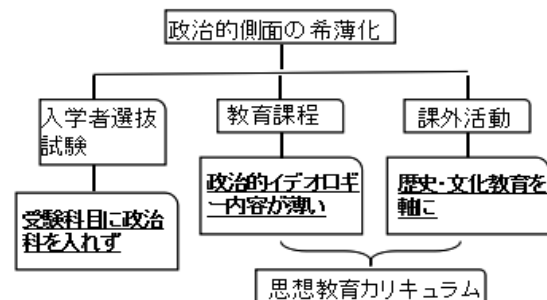 政治的側面の希薄化
入学者選抜
試験
教育課程
課外活動
受験科目に政治
科を入れず
政治的イデオロギ
ー内容が薄い
歴史・文化教育を
軸に
思想教育カリキュラム